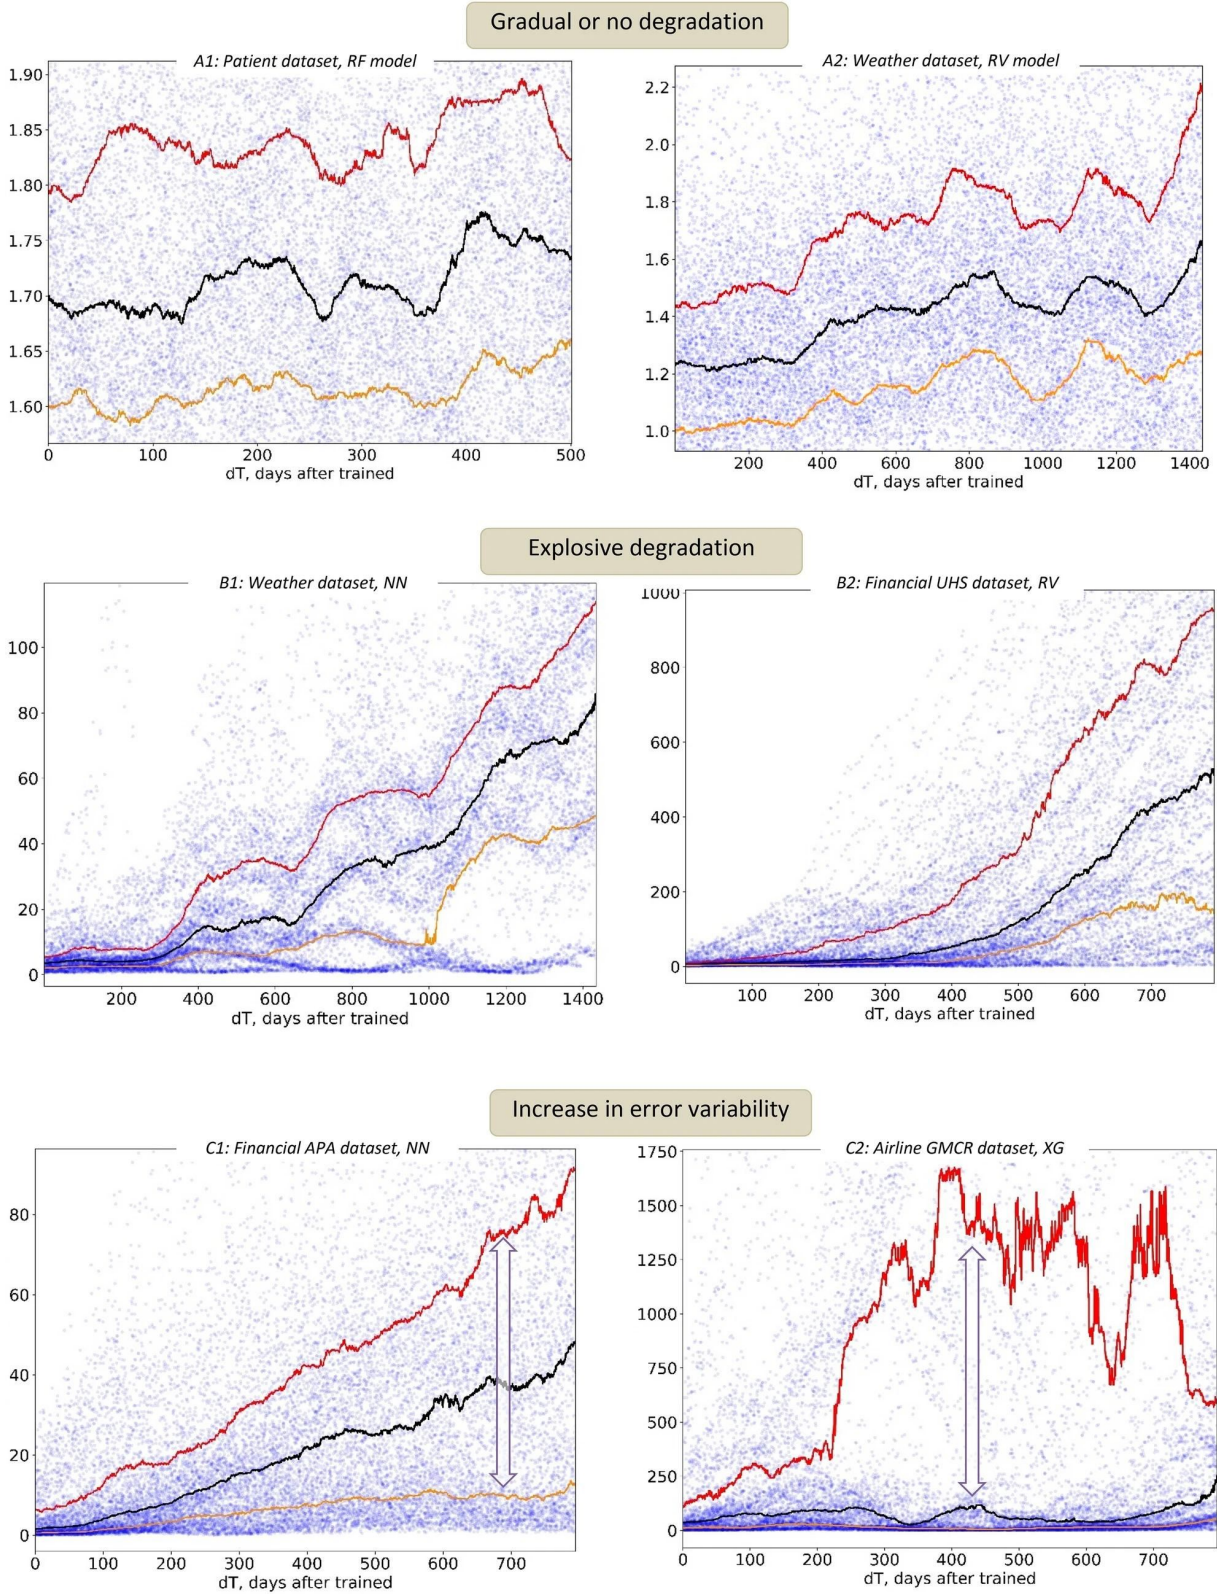 Gradual or no degradation
A1: Patient dataset, RF model
1.90
1.85
1.80
1.75
1.70
1.65
1.60
0 100 200 300 400 500
dT, days after trained
A2: Weather dataset, RV model
2.2
2.0
1.8
1.6
1.4
1.2
1.0
200 400 600 800 1000 1200 1400
dT, days after trained
Explosive degradation
B1: Weather dataset, NN
100
80
60
40
20
0
200 400 600 800 1000 1200 1400
dT, days after trained
B2: Financial UHS dataset, RV
1000
800
600
400
200
0
100 200 300 400 500 600 700
dT, days after trained
Increase in error variability
C1: Financial APA dataset, NN
80
60
40
20
0
0 100 200 300 400 500 600 700
dT, days after trained
C2: Airline GMCR dataset, XG
1750
1500
1250
1000
750
500
250
0
0 100 200 300 400 500 600 700
dT, days after trained